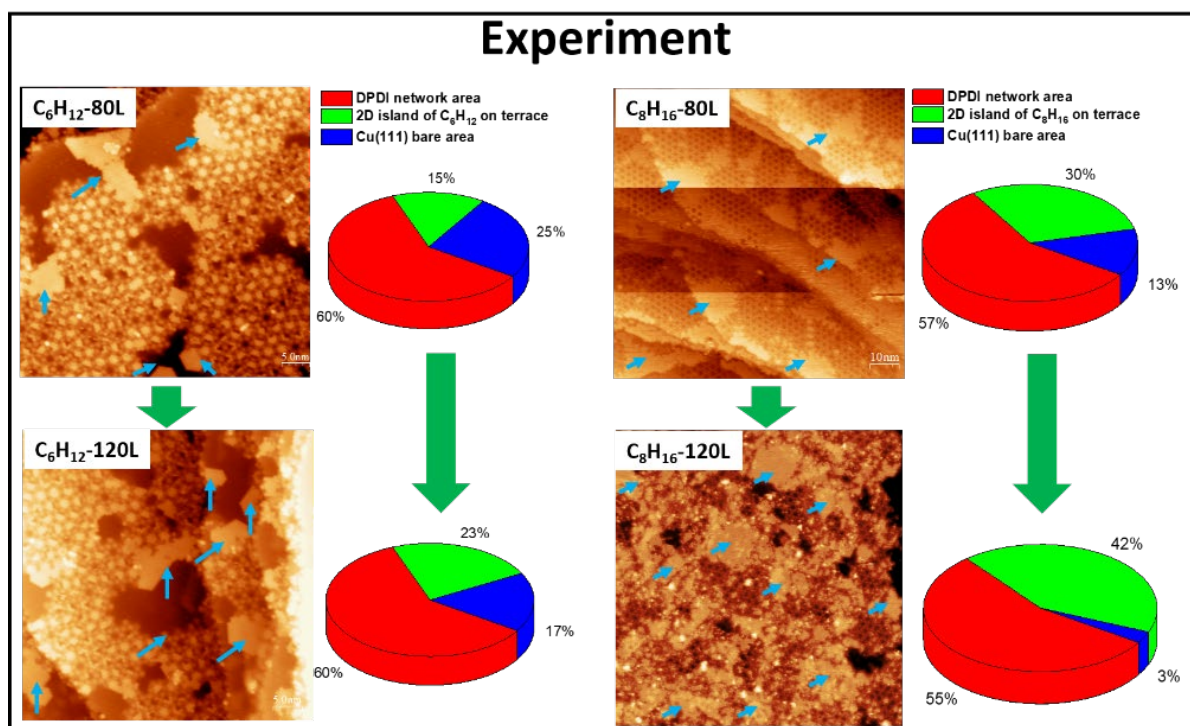 Experiment
C₆H₁₂-80L
DPDI network area
2D island of C₆H₁₂ on terrace
Cu(111) bare area
15%
25%
60%
5.0nm
C₈H₁₆-80L
DPDI network area
2D island of C₈H₁₆ on terrace
Cu(111) bare area
30%
13%
57%
10nm
C₆H₁₂-120L
23%
17%
60%
5.0nm
C₈H₁₆-120L
42%
3%
55%